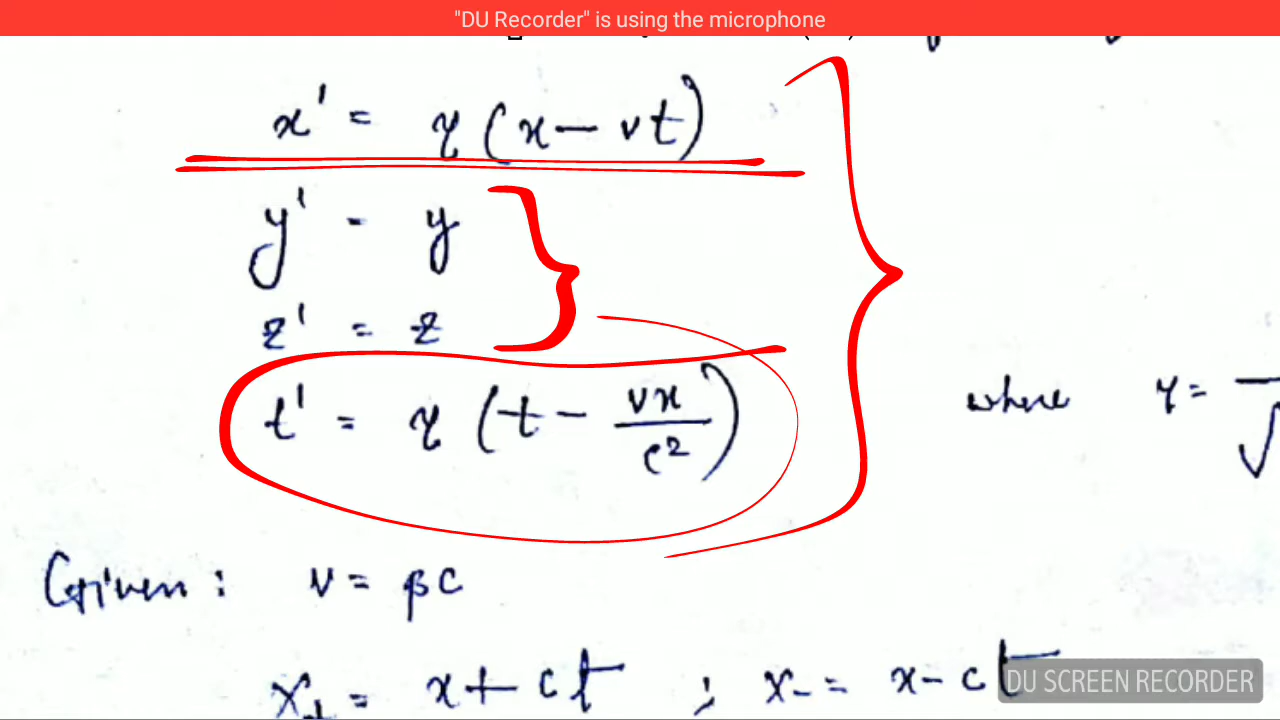 "DU Recorder" is using the microphone
x' = γ (x - vt)
y' = y
z' = z
t' = γ (t - vx/c²)
where γ =
Given : v = βc
x₊ = x + ct ; x₋ = x - ct
DU SCREEN RECORDER